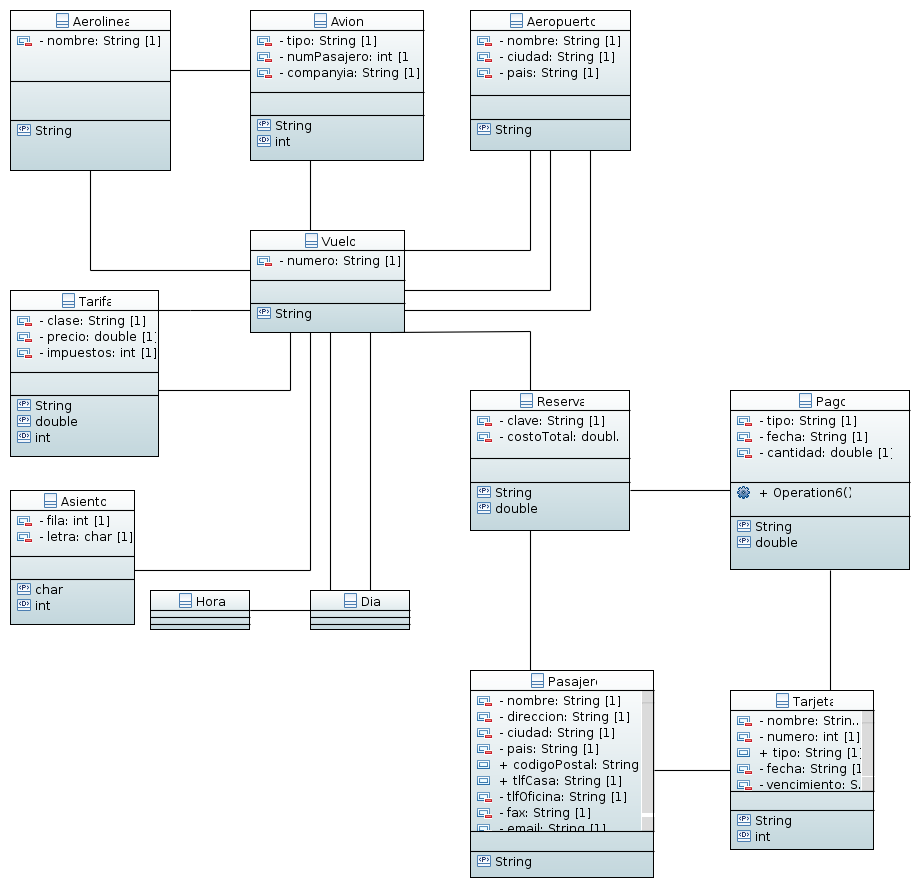 Aerolinea
- nombre: String [1]
String
Avion
- tipo: String [1]
- numPasajero: int [1
- companyia: String [1]
String
int
Aeropuerto
- nombre: String [1]
- ciudad: String [1]
- pais: String [1]
String
Vuelo
- numero: String [1]
String
Tarifa
- clase: String [1]
- precio: double [1]
- impuestos: int [1]
String
double
int
Reserva
- clave: String [1]
- costoTotal: doubl.
String
double
Pago
- tipo: String [1]
- fecha: String [1]
- cantidad: double [1]
+ Operation6()
String
double
Asiento
- fila: int [1]
- letra: char [1]
char
int
Hora
Dia
Pasajero
- nombre: String [1]
- direccion: String [1]
- ciudad: String [1]
- pais: String [1]
+ codigoPostal: String
+ tlfCasa: String [1]
- tlfOficina: String [1]
- fax: String [1]
- email: String [1]
String
Tarjeta
- nombre: Strin..
- numero: int [1]
+ tipo: String [1]
- fecha: String [1
- vencimiento: S.
String
int